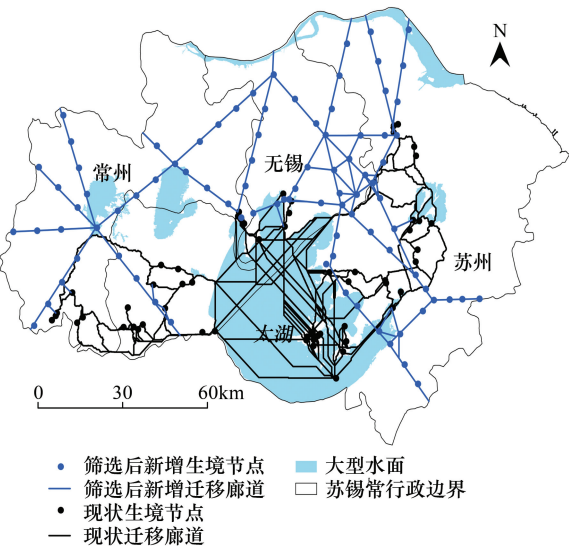 N
常州
无锡
苏州
太湖
0 30 60km
筛选后新增生境节点
大型水面
筛选后新增迁移廊道
苏锡常行政边界
现状生境节点
现状迁移廊道